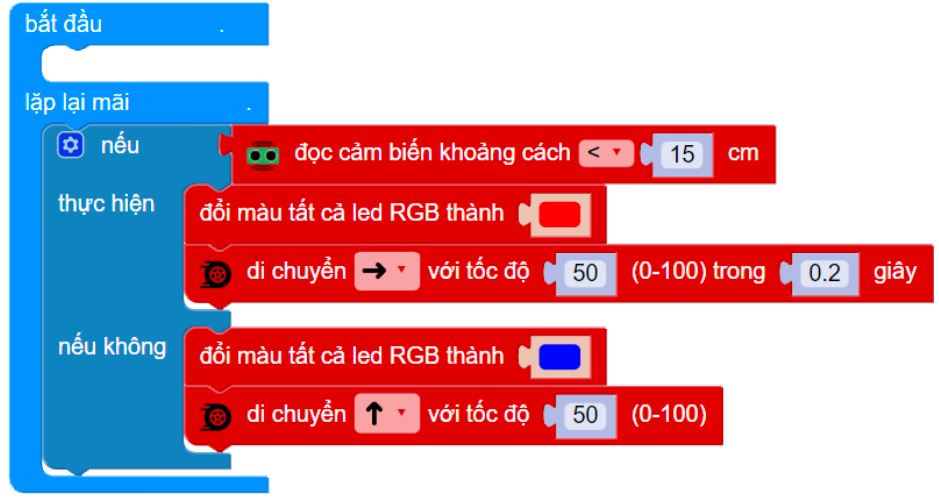 bắt đầu .
lặp lại mãi .
nếu đọc cảm biến khoảng cách < 15 cm
thực hiện
đổi màu tất cả led RGB thành
di chuyển → với tốc độ 50 (0-100) trong 0.2 giây
nếu không
đổi màu tất cả led RGB thành
di chuyển ↑ với tốc độ 50 (0-100)